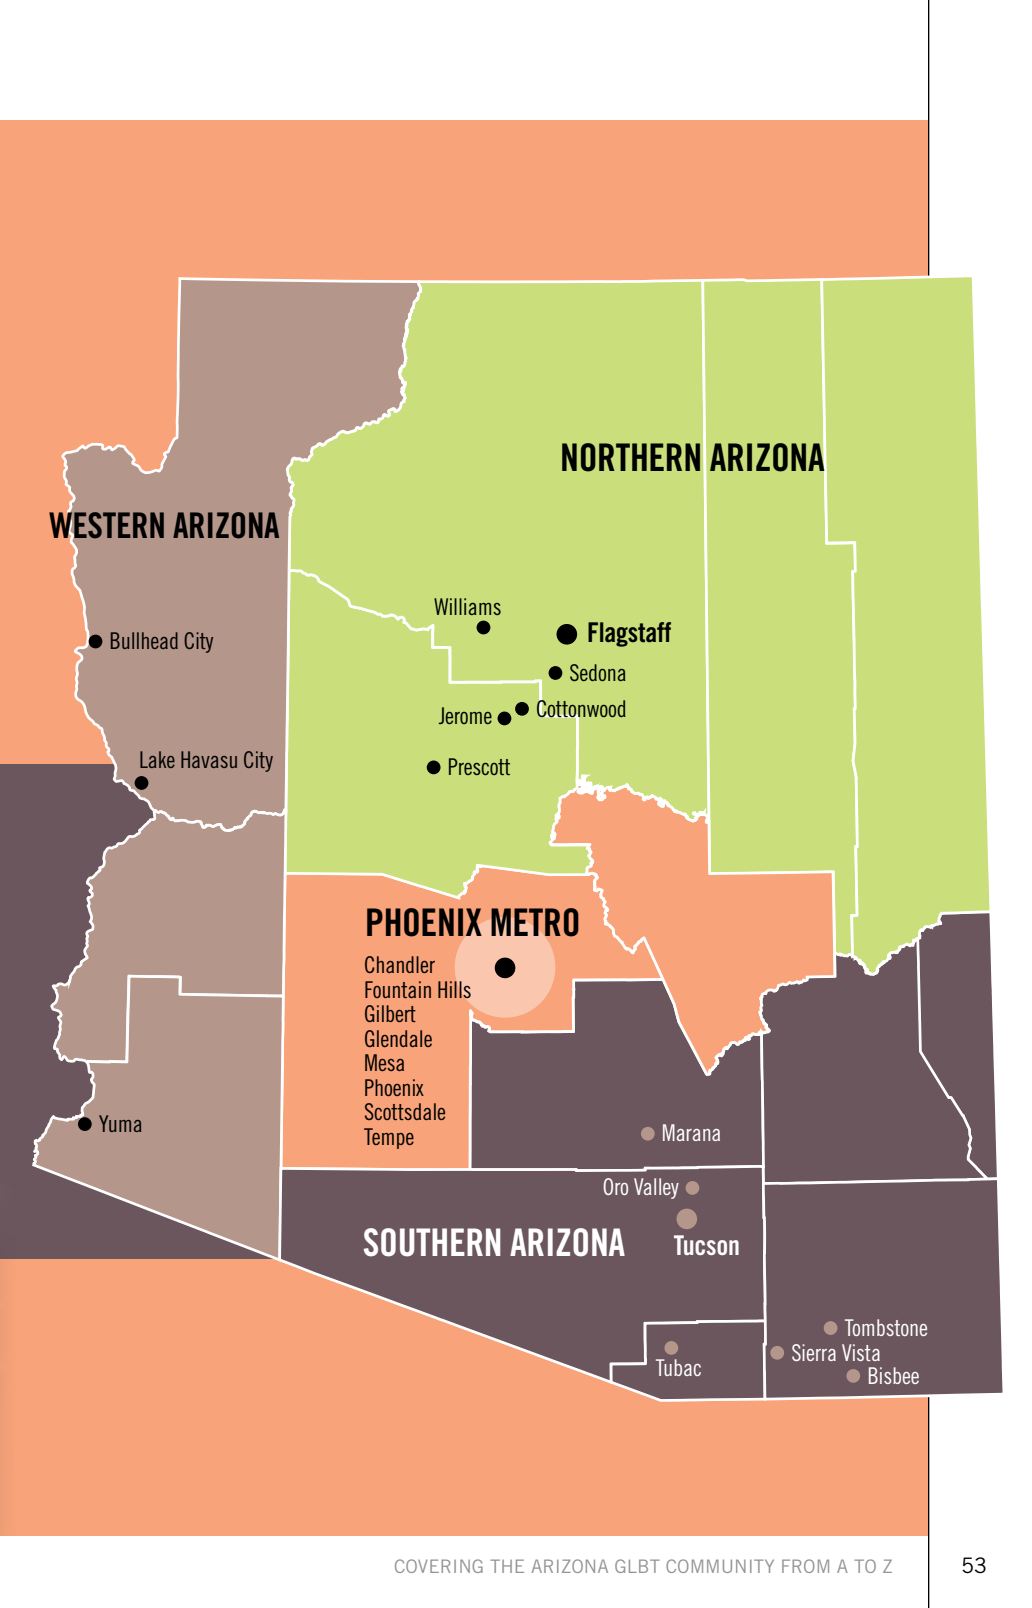 NORTHERN ARIZONA
WESTERN ARIZONA
Williams
Flagstaff
Bullhead City
Sedona
Cottonwood
Jerome
Lake Havasu City
Prescott
PHOENIX METRO
Chandler
Fountain Hills
Gilbert
Glendale
Mesa
Phoenix
Scottsdale
Tempe
Yuma
Marana
Oro Valley
SOUTHERN ARIZONA
Tucson
Tombstone
Sierra Vista
Tubac
Bisbee
COVERING THE ARIZONA GLBT COMMUNITY FROM A TO Z
53